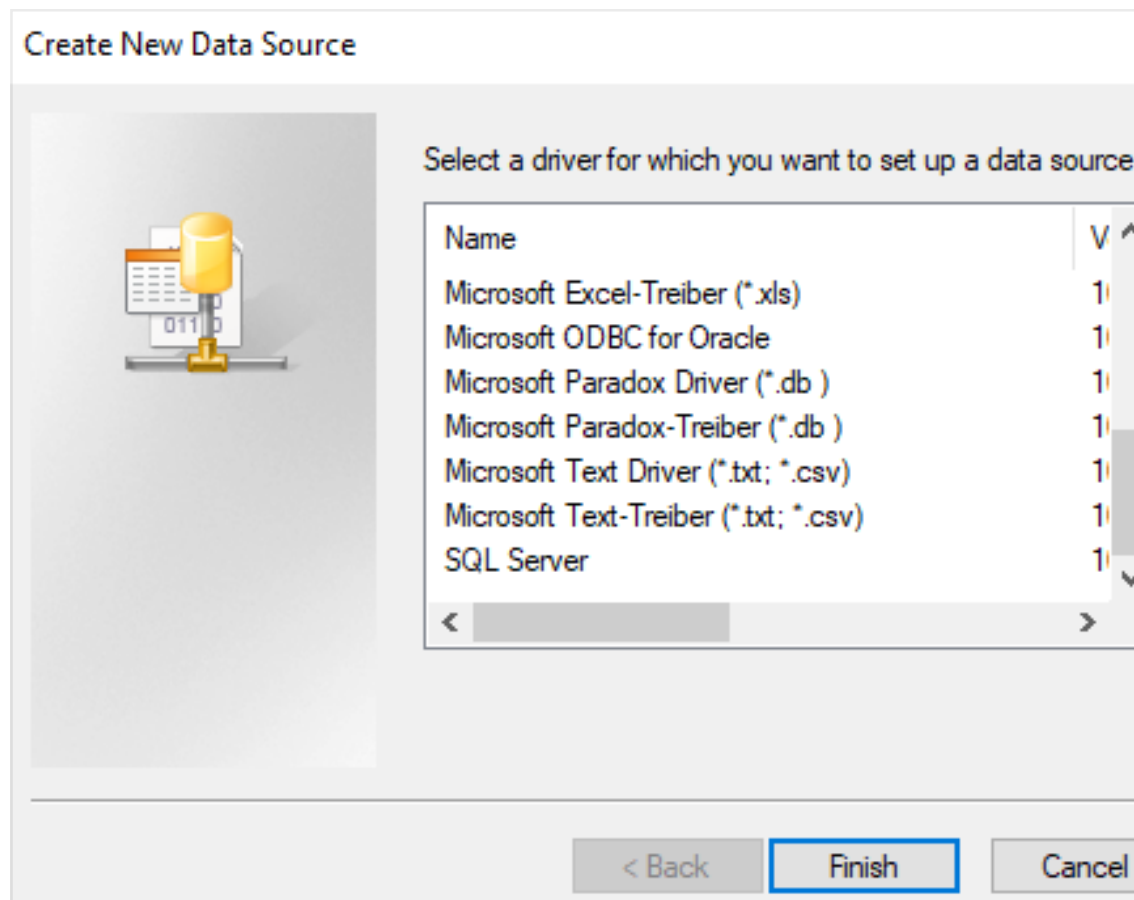 Create New Data Source
Select a driver for which you want to set up a data source
Name
Microsoft Excel-Treiber (*.xls)
Microsoft ODBC for Oracle
Microsoft Paradox Driver (*.db )
Microsoft Paradox-Treiber (*.db )
Microsoft Text Driver (*.txt; *.csv)
Microsoft Text-Treiber (*.txt; *.csv)
SQL Server
< Back Finish Cancel